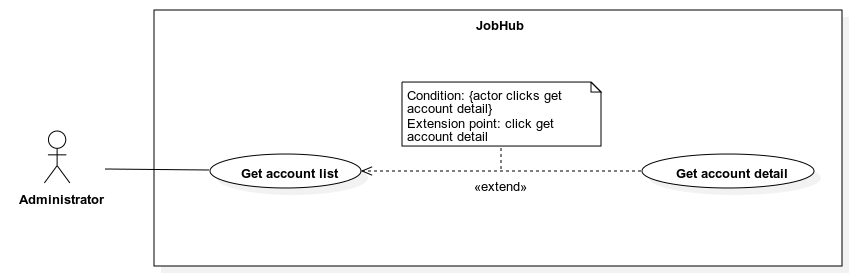 JobHub
Condition: {actor clicks get
account detail}
Extension point: click get
account detail
Get account list
Get account detail
«extend»
Administrator